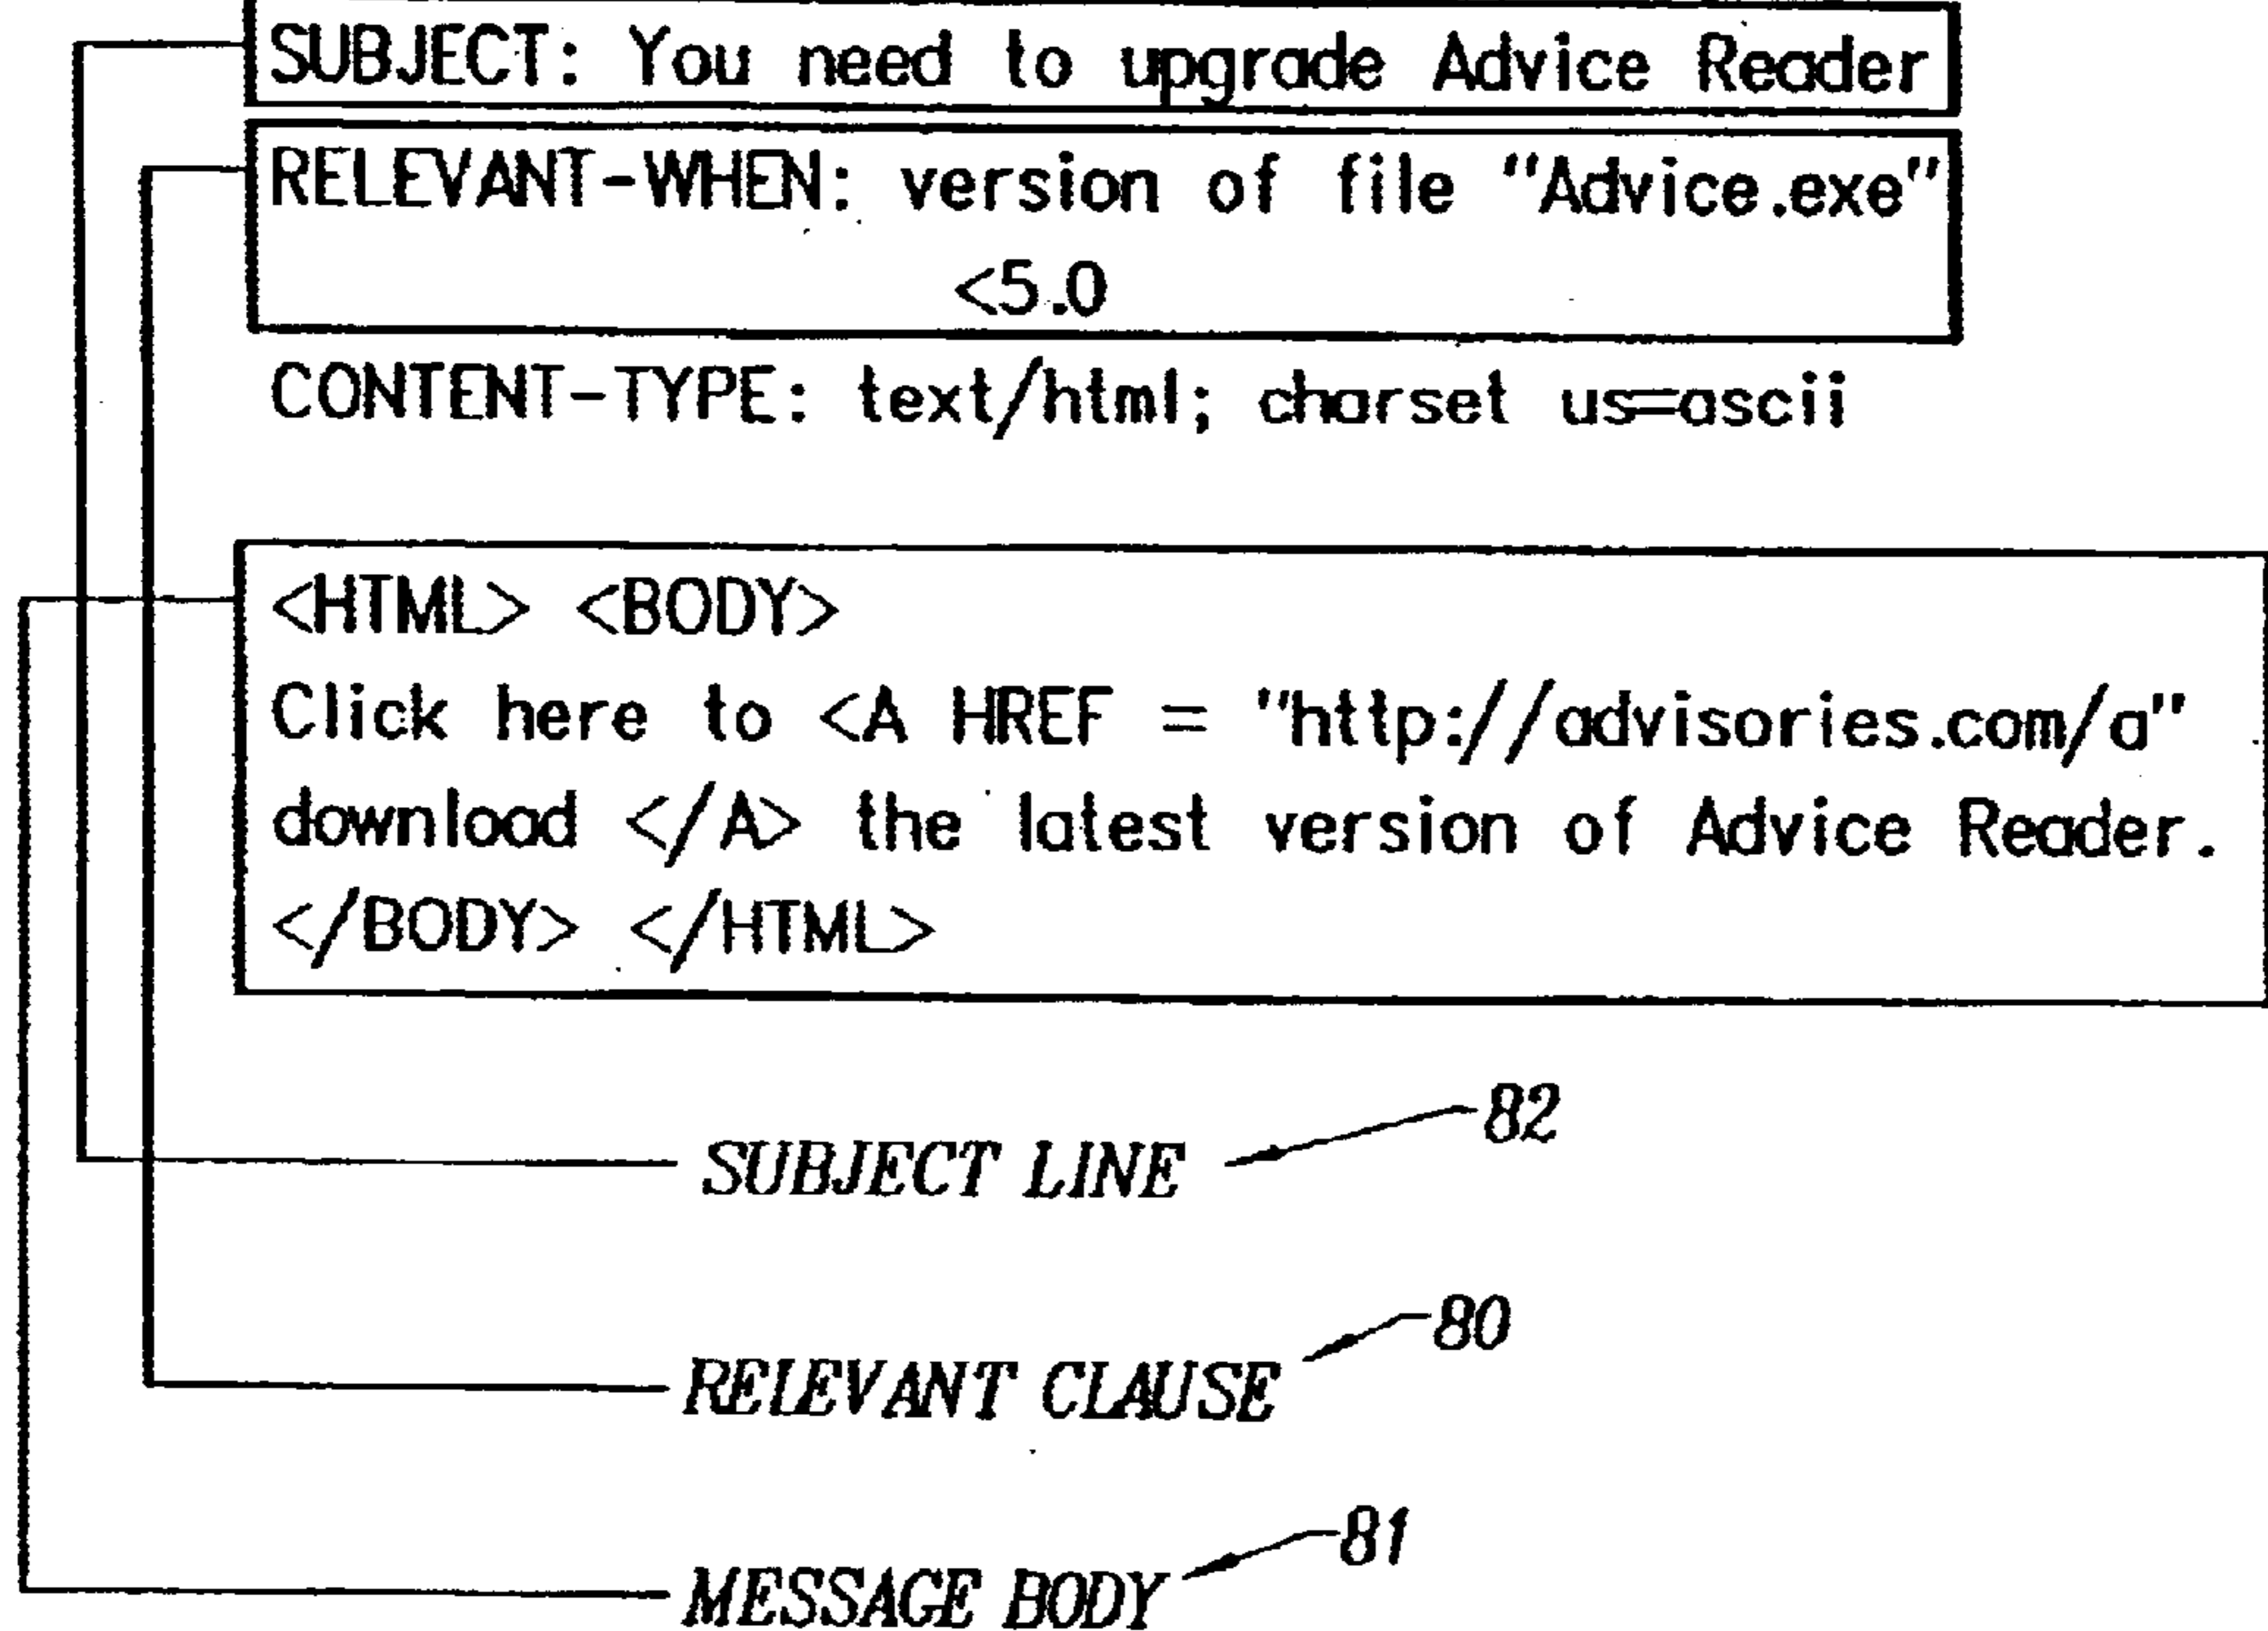 SUBJECT: You need to upgrade Advice Reader
RELEVANT-WHEN: version of file "Advice.exe"
<5.0
CONTENT-TYPE: text/html; charset us=ascii
<HTML> <BODY>
Click here to <A HREF = "http://advisories.com/a"
download </A> the latest version of Advice Reader.
</BODY> </HTML>
SUBJECT LINE 82
RELEVANT CLAUSE 80
MESSAGE BODY 81